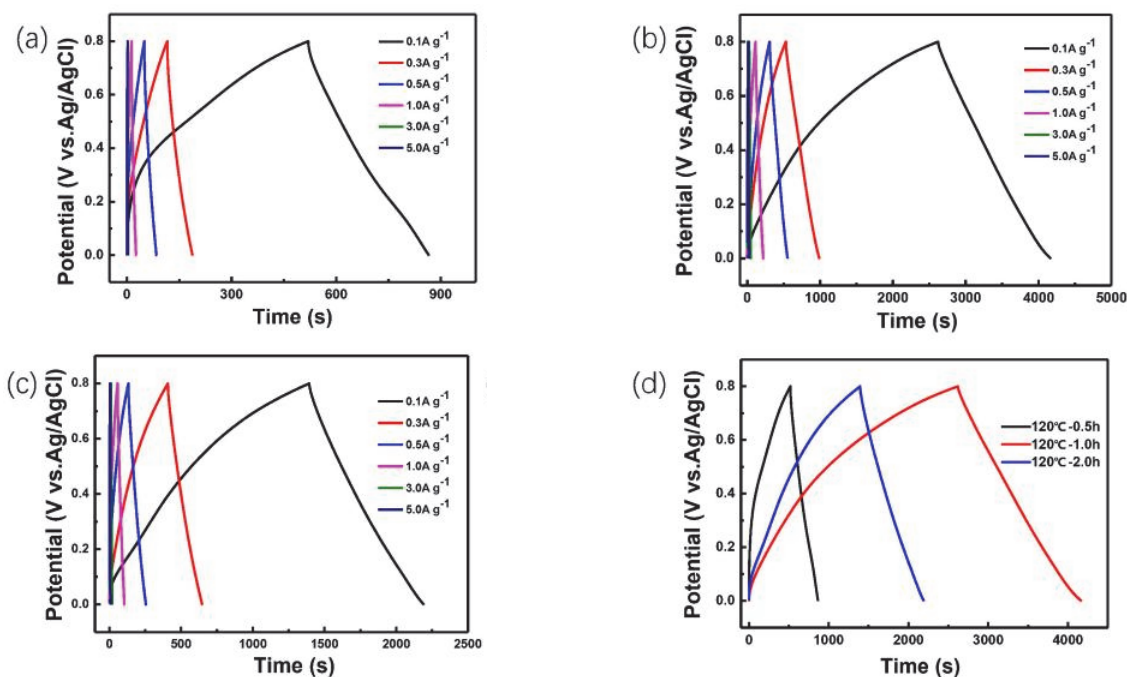 (a)
0.8
0.6
0.4
0.2
0.0
Potential (V vs.Ag/AgCl)
0.1A g⁻¹
0.3A g⁻¹
0.5A g⁻¹
1.0A g⁻¹
3.0A g⁻¹
5.0A g⁻¹
0 300 600 900
Time (s)
(b)
0.8
0.6
0.4
0.2
0.0
Potential (V vs.Ag/AgCl)
0.1A g⁻¹
0.3A g⁻¹
0.5A g⁻¹
1.0A g⁻¹
3.0A g⁻¹
5.0A g⁻¹
0 1000 2000 3000 4000 5000
Time (s)
(c)
0.8
0.6
0.4
0.2
0.0
Potential (V vs.Ag/AgCl)
0.1A g⁻¹
0.3A g⁻¹
0.5A g⁻¹
1.0A g⁻¹
3.0A g⁻¹
5.0A g⁻¹
0 500 1000 1500 2000 2500
Time (s)
(d)
0.8
0.6
0.4
0.2
0.0
Potential (V vs.Ag/AgCl)
120℃-0.5h
120℃-1.0h
120℃-2.0h
0 1000 2000 3000 4000
Time (s)